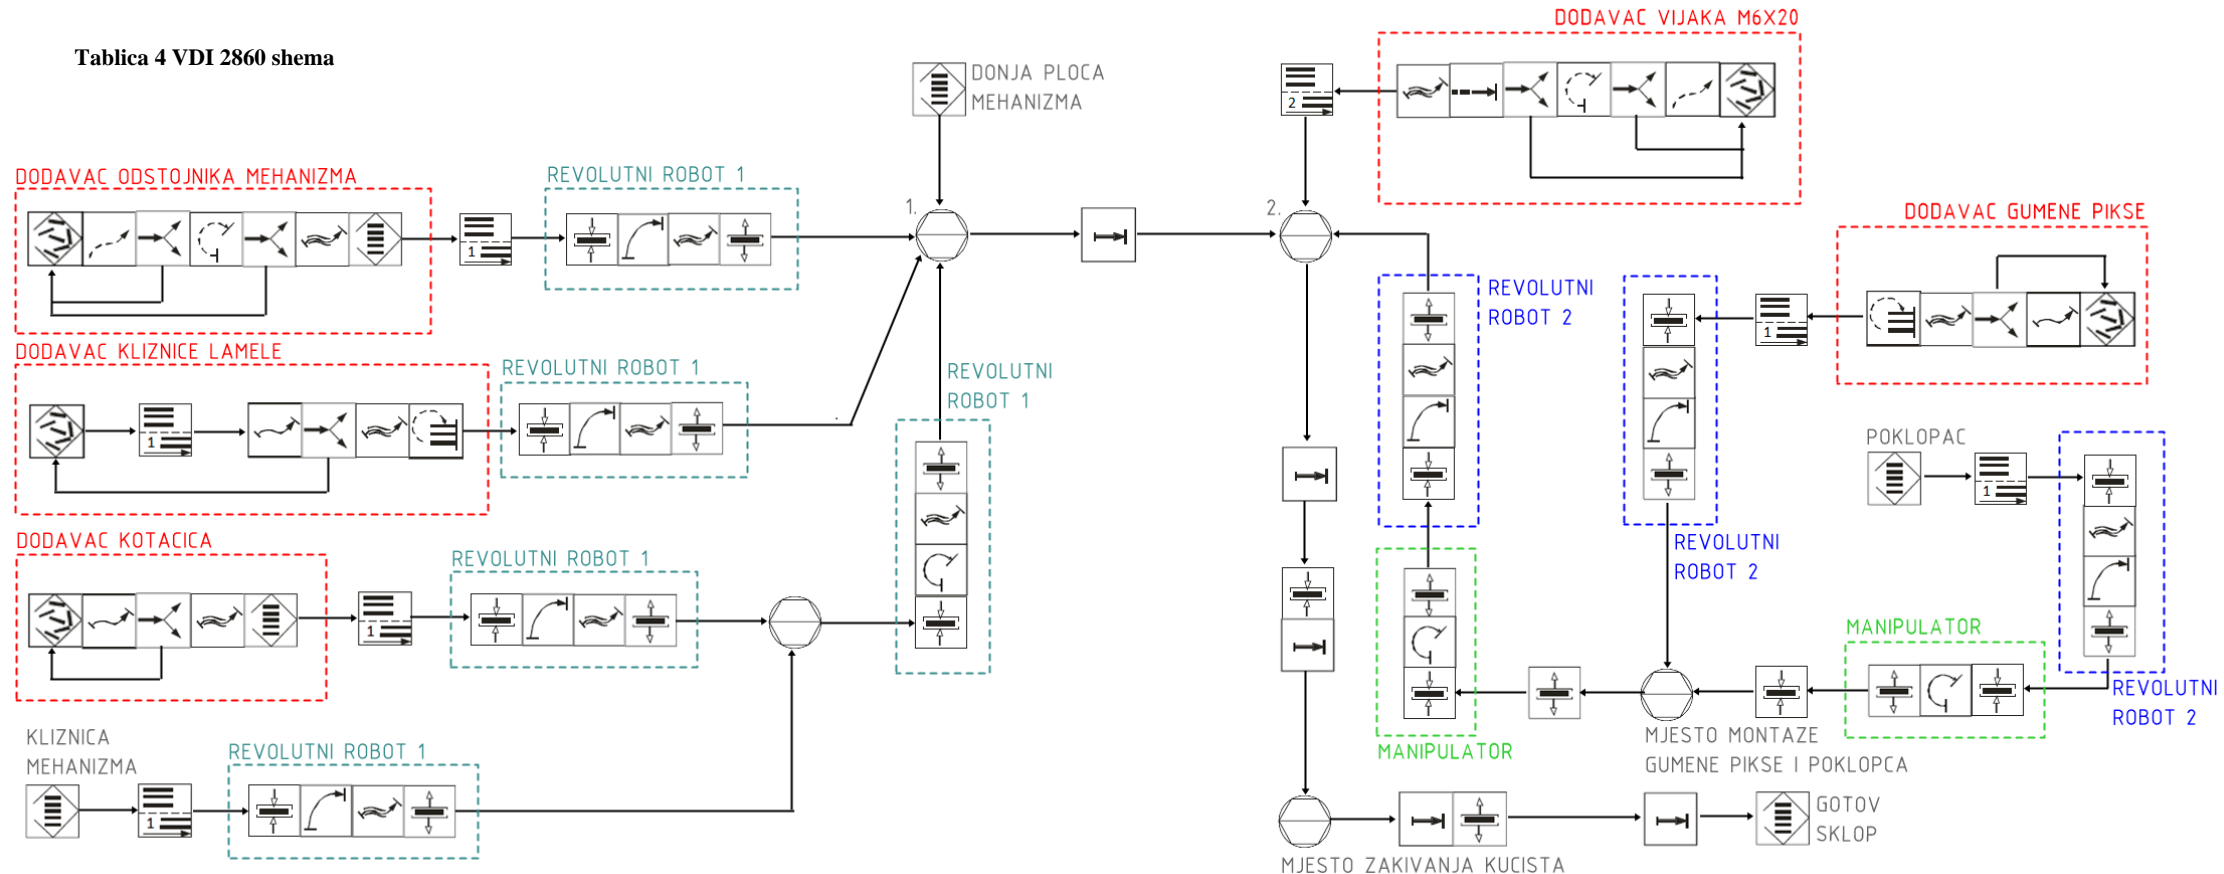 Tablica 4 VDI 2860 shema
DODAVAC VIJAKA M6X20
DONJA PLOCA
MEHANIZMA
2
DODAVAC ODSTOJNIKA MEHANIZMA
REVOLUTNI ROBOT 1
1
1.
2.
DODAVAC GUMENE PIKSE
REVOLUTNI
ROBOT 2
1
DODAVAC KLIZNICE LAMELE
REVOLUTNI ROBOT 1
1
REVOLUTNI
ROBOT 1
POKLOPAC
1
DODAVAC KOTACICA
REVOLUTNI ROBOT 1
1
REVOLUTNI
ROBOT 2
MANIPULATOR
REVOLUTNI
ROBOT 2
KLIZNICA
MEHANIZMA
REVOLUTNI ROBOT 1
1
MANIPULATOR
MJESTO MONTAZE
GUMENE PIKSE I POKLOPCA
GOTOV
SKLOP
MJESTO ZAKIVANJA KUCISTA